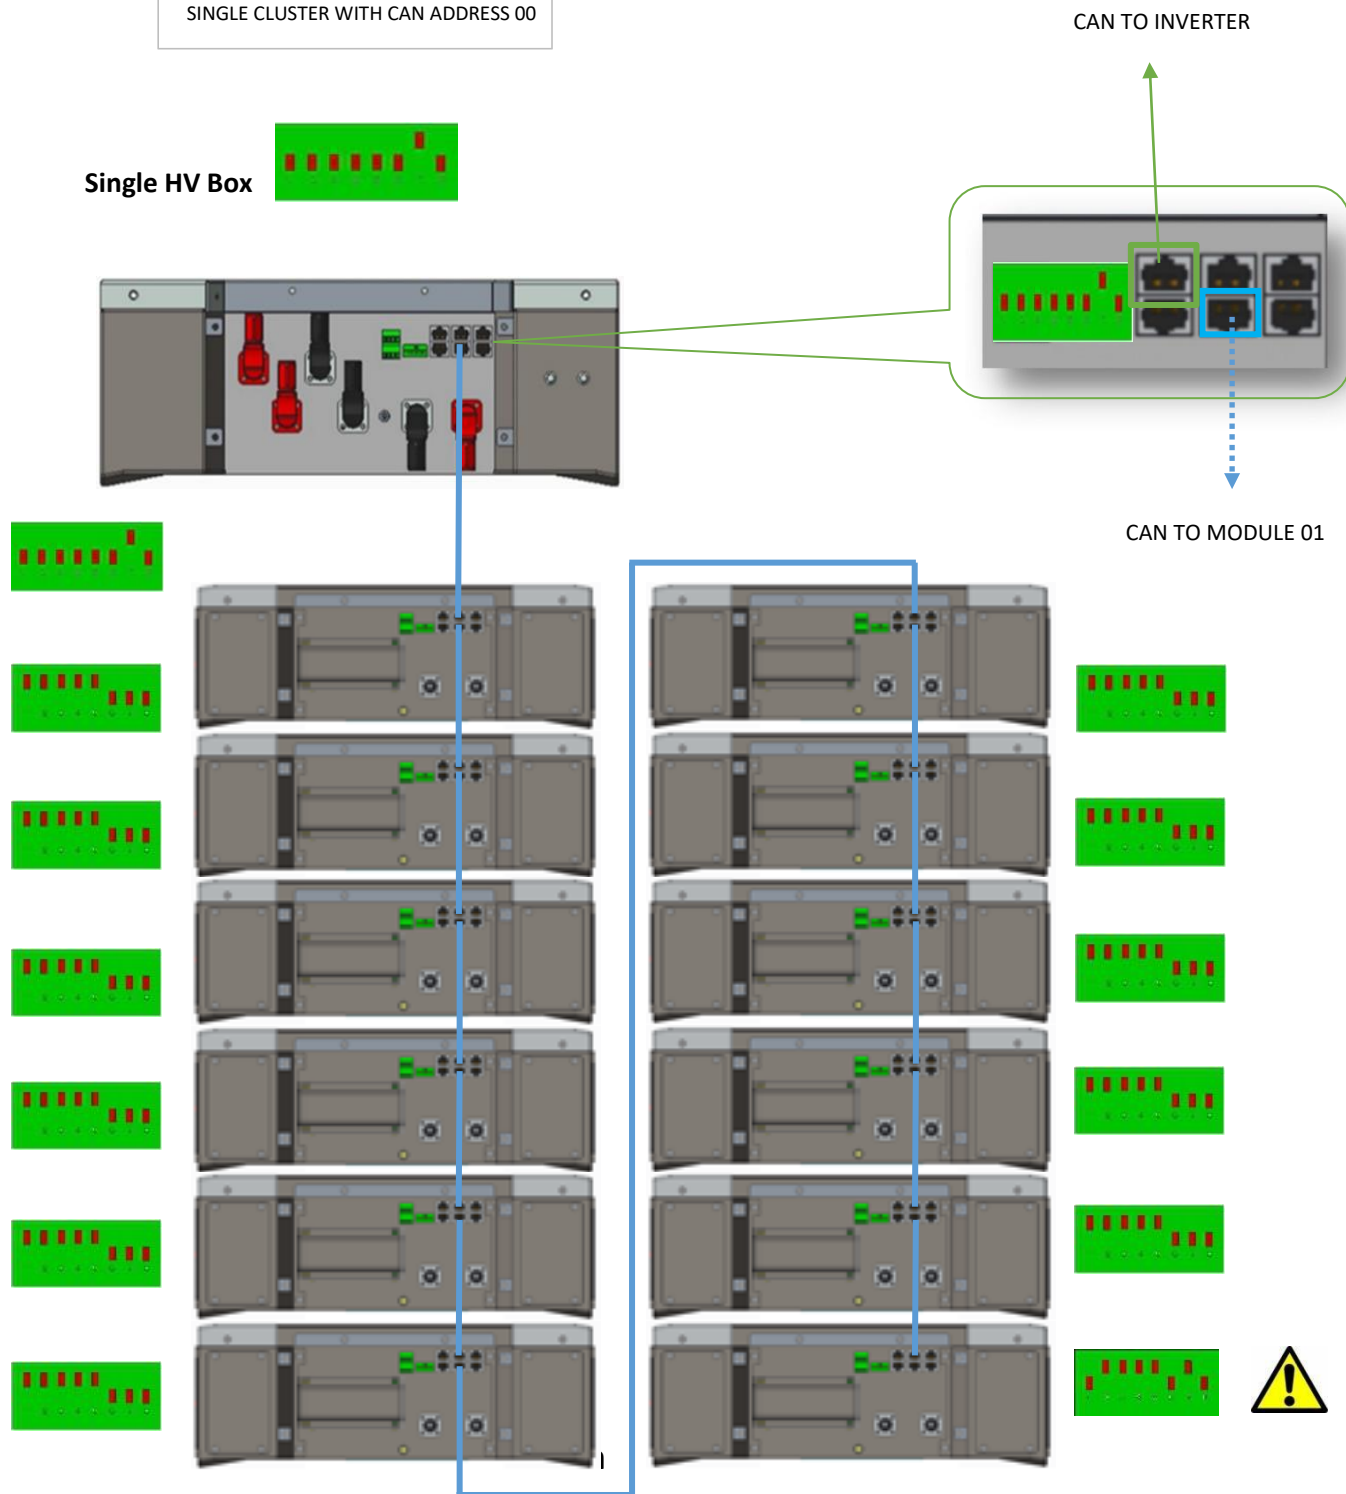 SINGLE CLUSTER WITH CAN ADDRESS 00
CAN TO INVERTER
Single HV Box
CAN TO MODULE 01